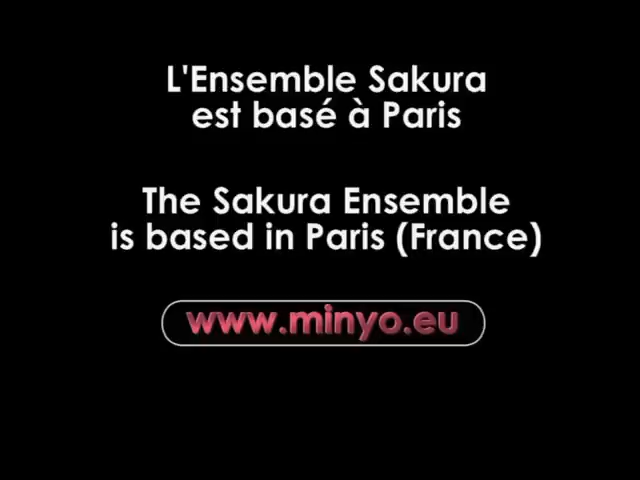 L'Ensemble Sakura
est basé à Paris
The Sakura Ensemble
is based in Paris (France)
www.minyo.eu